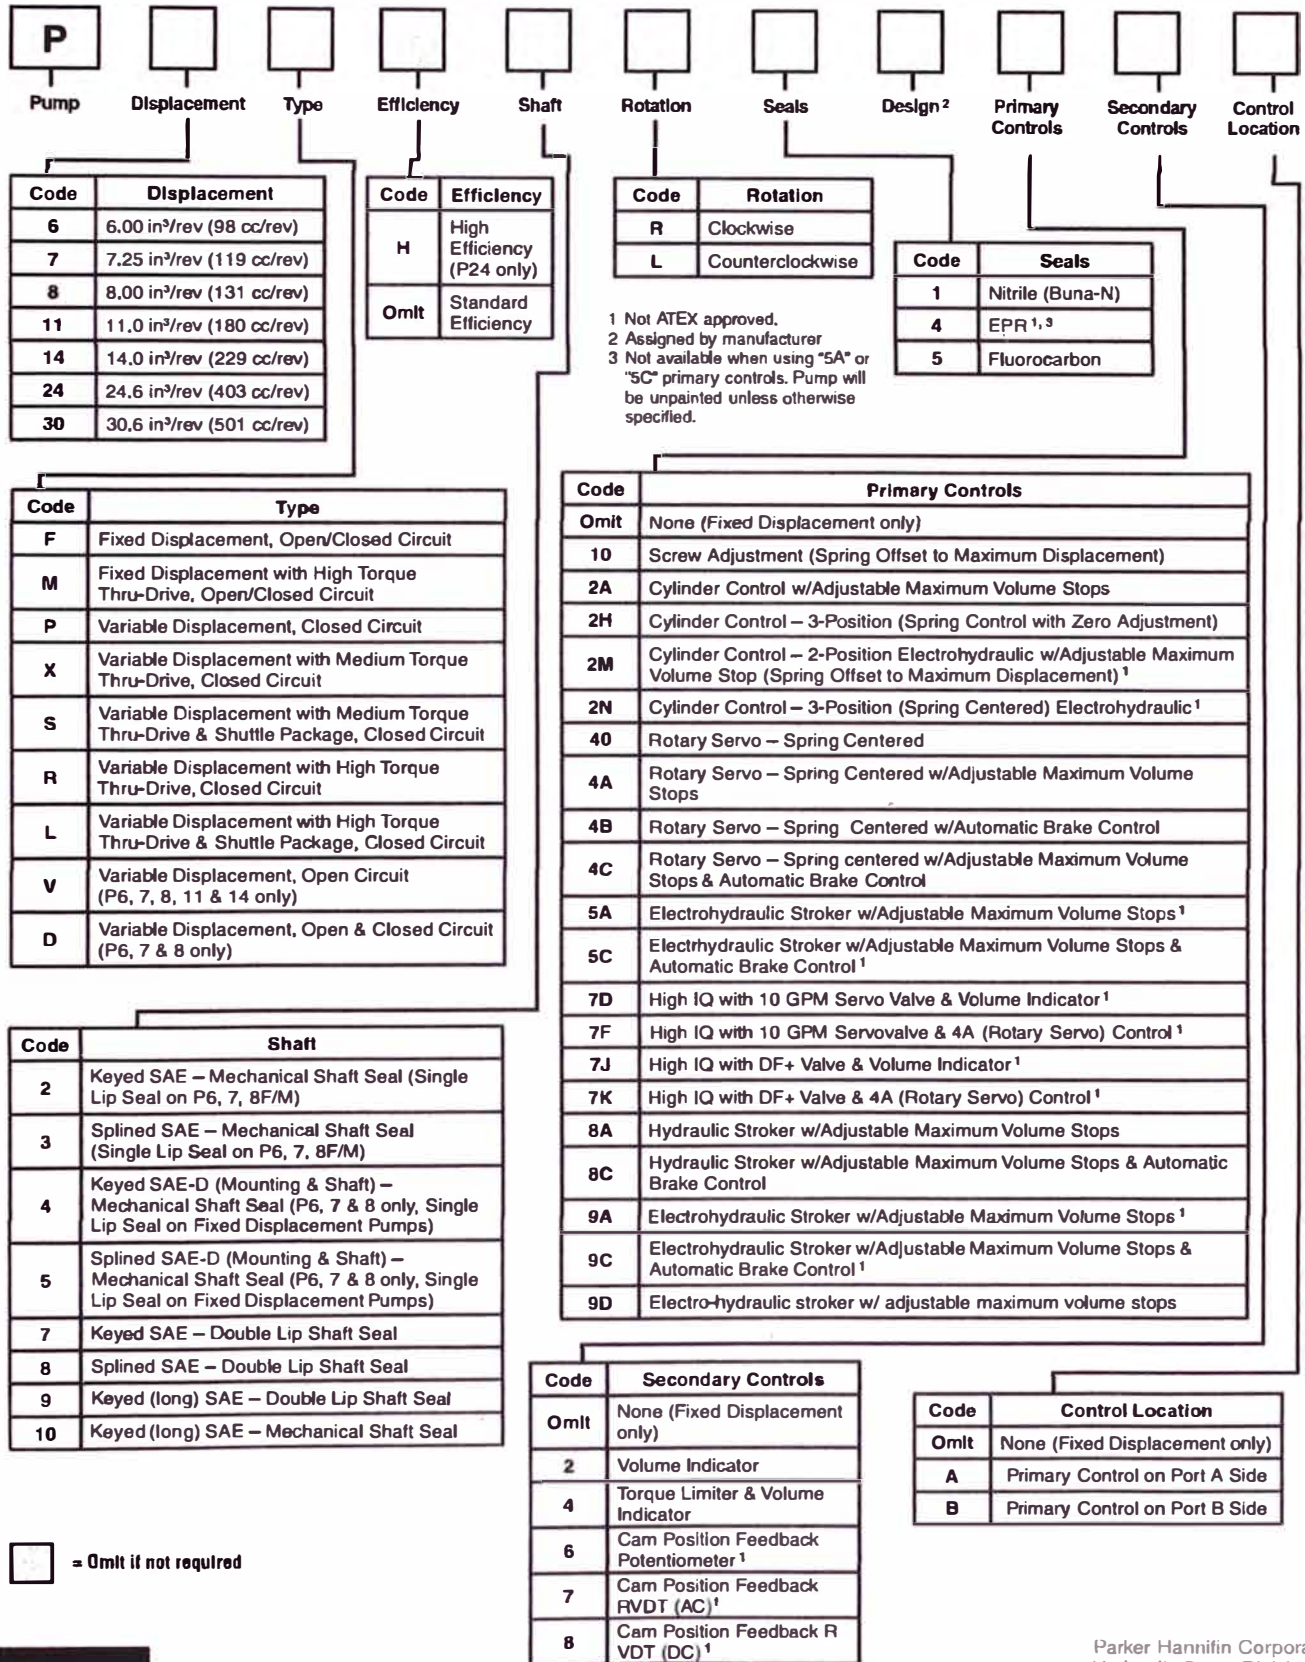 P
Pump Displacement Type Efficiency Shaft Rotation Seals Design 2 Primary Controls Secondary Controls Control Location
Code Displacement
6 6.00 in³/rev (98 cc/rev)
7 7.25 in³/rev (119 cc/rev)
8 8.00 in³/rev (131 cc/rev)
11 11.0 in³/rev (180 cc/rev)
14 14.0 in³/rev (229 cc/rev)
24 24.6 in³/rev (403 cc/rev)
30 30.6 in³/rev (501 cc/rev)
Code Efficiency
H High
Efficiency
(P24 only)
Omit Standard
Efficiency
Code Rotation
R Clockwise
L Counterclockwise
1 Not ATEX approved.
2 Assigned by manufacturer
3 Not available when using "5A" or
"5C" primary controls. Pump will
be unpainted unless otherwise
specified.
Code Seals
1 Nitrile (Buna-N)
4 EPR 1, 3
5 Fluorocarbon
Code Type
F Fixed Displacement, Open/Closed Circuit
M Fixed Displacement with High Torque
Thru-Drive, Open/Closed Circuit
P Variable Displacement, Closed Circuit
X Variable Displacement with Medium Torque
Thru-Drive, Closed Circuit
S Variable Displacement with Medium Torque
Thru-Drive & Shuttle Package, Closed Circuit
R Variable Displacement with High Torque
Thru-Drive, Closed Circuit
L Variable Displacement with High Torque
Thru-Drive & Shuttle Package, Closed Circuit
V Variable Displacement, Open Circuit
(P6, 7, 8, 11 & 14 only)
D Variable Displacement, Open & Closed Circuit
(P6, 7 & 8 only)
Code Primary Controls
Omit None (Fixed Displacement only)
10 Screw Adjustment (Spring Offset to Maximum Displacement)
2A Cylinder Control w/Adjustable Maximum Volume Stops
2H Cylinder Control – 3-Position (Spring Control with Zero Adjustment)
2M Cylinder Control – 2-Position Electrohydraulic w/Adjustable Maximum
Volume Stop (Spring Offset to Maximum Displacement) 1
2N Cylinder Control – 3-Position (Spring Centered) Electrohydraulic 1
40 Rotary Servo – Spring Centered
4A Rotary Servo – Spring Centered w/Adjustable Maximum Volume
Stops
4B Rotary Servo – Spring Centered w/Automatic Brake Control
4C Rotary Servo – Spring centered w/Adjustable Maximum Volume
Stops & Automatic Brake Control
5A Electrohydraulic Stroker w/Adjustable Maximum Volume Stops 1
5C Electrhydraulic Stroker w/Adjustable Maximum Volume Stops &
Automatic Brake Control 1
7D High IQ with 10 GPM Servo Valve & Volume Indicator 1
7F High IQ with 10 GPM Servovalve & 4A (Rotary Servo) Control 1
7J High IQ with DF+ Valve & Volume Indicator 1
7K High IQ with DF+ Valve & 4A (Rotary Servo) Control 1
8A Hydraulic Stroker w/Adjustable Maximum Volume Stops
8C Hydraulic Stroker w/Adjustable Maximum Volume Stops & Automatic
Brake Control
9A Electrohydraulic Stroker w/Adjustable Maximum Volume Stops 1
9C Electrohydraulic Stroker w/Adjustable Maximum Volume Stops &
Automatic Brake Control 1
9D Electro-hydraulic stroker w/ adjustable maximum volume stops
Code Shaft
2 Keyed SAE – Mechanical Shaft Seal (Single
Lip Seal on P6, 7, 8F/M)
3 Splined SAE – Mechanical Shaft Seal
(Single Lip Seal on P6, 7, 8F/M)
4 Keyed SAE-D (Mounting & Shaft) –
Mechanical Shaft Seal (P6, 7 & 8 only, Single
Lip Seal on Fixed Displacement Pumps)
5 Splined SAE-D (Mounting & Shaft) –
Mechanical Shaft Seal (P6, 7 & 8 only, Single
Lip Seal on Fixed Displacement Pumps)
7 Keyed SAE – Double Lip Shaft Seal
8 Splined SAE – Double Lip Shaft Seal
9 Keyed (long) SAE – Double Lip Shaft Seal
10 Keyed (long) SAE – Mechanical Shaft Seal
Code Secondary Controls
Omit None (Fixed Displacement
only)
2 Volume Indicator
4 Torque Limiter & Volume
Indicator
6 Cam Position Feedback
Potentiometer 1
7 Cam Position Feedback
RVDT (AC) 1
8 Cam Position Feedback R
VDT (DC) 1
Code Control Location
Omit None (Fixed Displacement only)
A Primary Control on Port A Side
B Primary Control on Port B Side
= Omit if not required
Parker Hannifin Corpora